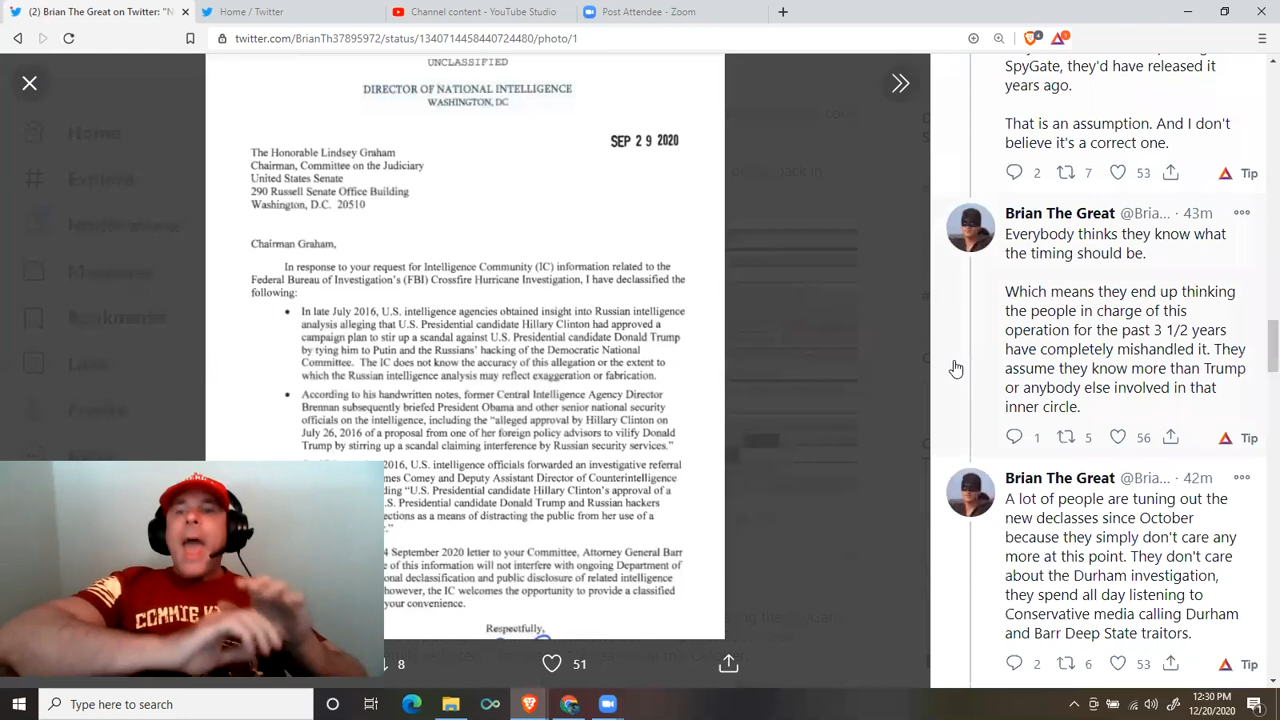 (2) Brian The Great on Twitter: "N
Home / Twitter
Channel content - YouTube Studio
Post Attendee - Zoom
twitter.com/BrianTh37895972/status/1340714458440724480/photo/1
UNCLASSIFIED
DIRECTOR OF NATIONAL INTELLIGENCE
WASHINGTON, DC
SEP 29 2020
The Honorable Lindsey Graham
Chairman, Committee on the Judiciary
United States Senate
290 Russell Senate Office Building
Washington, D.C. 20510
Chairman Graham,
In response to your request for Intelligence Community (IC) information related to the
Federal Bureau of Investigation's (FBI) Crossfire Hurricane Investigation, I have declassified the
following:
• In late July 2016, U.S. intelligence agencies obtained insight into Russian intelligence
analysis alleging that U.S. Presidential candidate Hillary Clinton had approved a
campaign plan to stir up a scandal against U.S. Presidential candidate Donald Trump
by tying him to Putin and the Russians' hacking of the Democratic National
Committee. The IC does not know the accuracy of this allegation or the extent to
which the Russian intelligence analysis may reflect exaggeration or fabrication.
• According to his handwritten notes, former Central Intelligence Agency Director
Brennan subsequently briefed President Obama and other senior national security
officials on the intelligence, including the "alleged approval by Hillary Clinton on
July 26, 2016 of a proposal from one of her foreign policy advisors to vilify Donald
Trump by stirring up a scandal claiming interference by Russian security services."
2016, U.S. intelligence officials forwarded an investigative referral
mes Comey and Deputy Assistant Director of Counterintelligence
ding "U.S. Presidential candidate Hillary Clinton's approval of a
.S. Presidential candidate Donald Trump and Russian hackers
ections as a means of distracting the public from her use of a
."
4 September 2020 letter to your Committee, Attorney General Barr
e of this information will not interfere with ongoing Department of
onal declassification and public disclosure of related intelligence
however, the IC welcomes the opportunity to provide a classified
your convenience.
Respectfully,
8
51
Home
Explore
Bookmarks
SpyGate, they'd have released it
years ago.
That is an assumption. And I don't
believe it's a correct one.
2 7 53 Tip
Brian The Great @Bria... · 43m
Everybody thinks they know what
the timing should be.
Which means they end up thinking
the people in charge of this
operation for the past 3 1/2 years
have completely mishandled it. They
assume they know more than Trump
or anybody else involved in that
inner circle.
1 5 56 Tip
Brian The Great @Bria... · 42m
A lot of people are tuning out the
new declasses since October
because they simply don't care any
more at this point. They don't care
about the Durham investigation,
they spend all day listening to
Conservative media calling Durham
and Barr Deep State traitors.
2 6 53 Tip
COMMIE
Type here to search
12:30 PM
12/20/2020